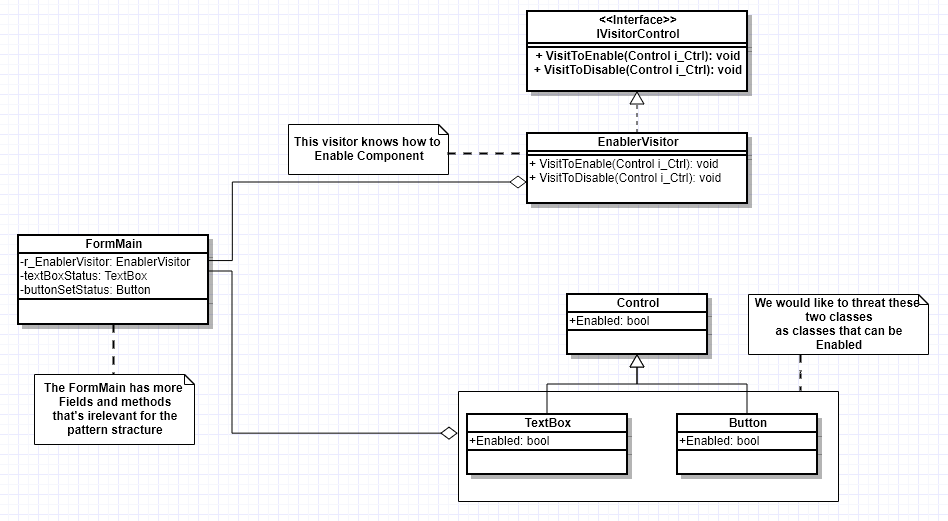 <<Interface>>
IVisitorControl
+ VisitToEnable(Control i_Ctrl): void
+ VisitToDisable(Control i_Ctrl): void
This visitor knows how to
Enable Component
EnablerVisitor
+ VisitToEnable(Control i_Ctrl): void
+ VisitToDisable(Control i_Ctrl): void
FormMain
-r_EnablerVisitor: EnablerVisitor
-textBoxStatus: TextBox
-buttonSetStatus: Button
Control
+Enabled: bool
We would like to threat these
two classes
as classes that can be
Enabled
The FormMain has more
Fields and methods
that's irelevant for the
pattern stracture
TextBox
+Enabled: bool
Button
+Enabled: bool